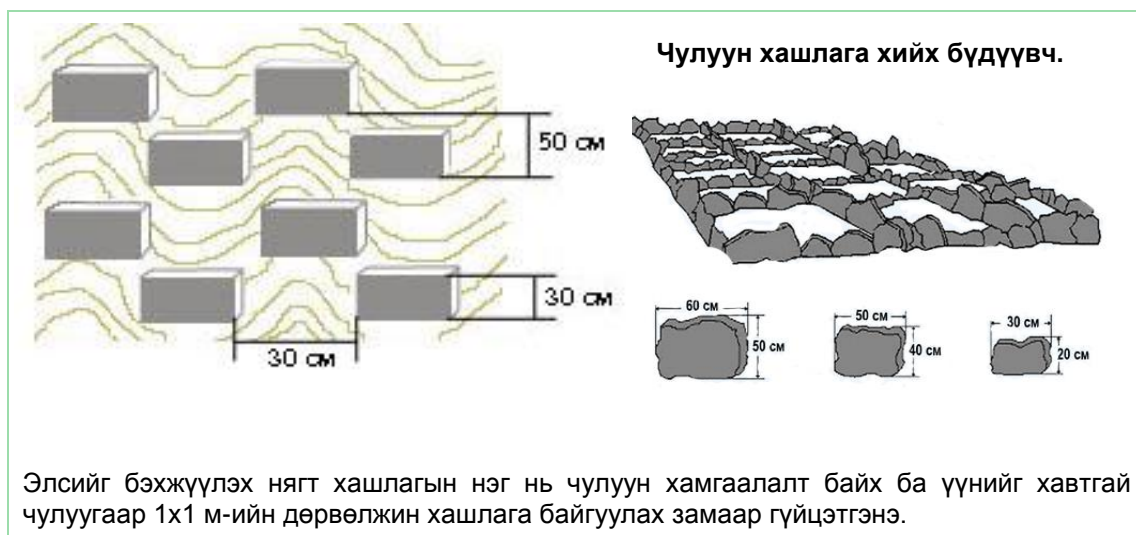 Чулуун хашлага хийх бүдүүвч.
50 см
30 см
30 см
60 см
50 см
50 см
40 см
30 см
20 см
Элсийг бэхжүүлэх нягт хашлагын нэг нь чулуун хамгаалалт байх ба үүнийг хавтгай
чулуугаар 1x1 м-ийн дөрвөлжин хашлага байгуулах замаар гүйцэтгэнэ.